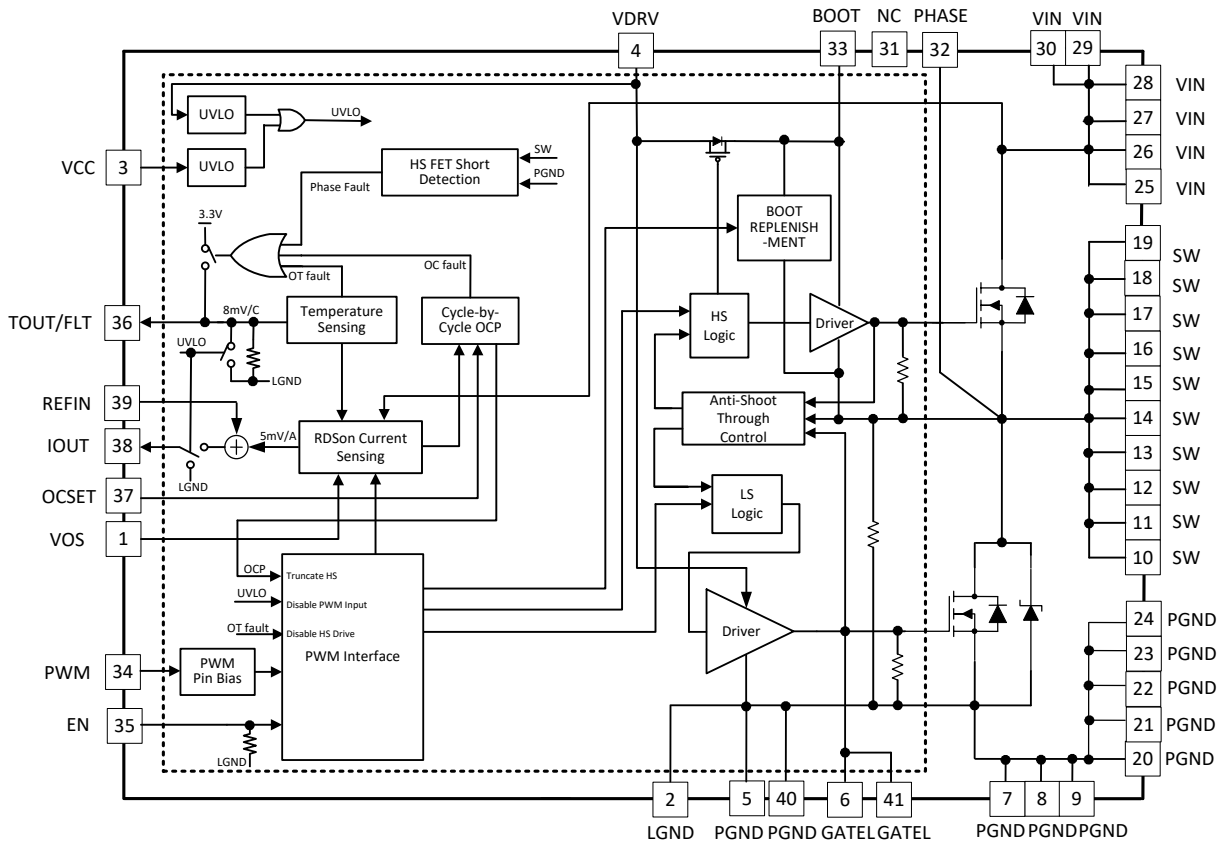 VDRV
BOOT
NC
PHASE
VIN
VIN
4
33
31
32
30
29
28
VIN
27
VIN
26
VIN
25
VIN
UVLO
UVLO
VCC
3
UVLO
HS FET Short
Detection
SW
PGND
Phase Fault
3.3V
OC fault
OT fault
BOOT
REPLENISH
-MENT
19
SW
18
SW
17
SW
16
SW
15
SW
14
SW
13
SW
12
SW
11
SW
10
SW
TOUT/FLT
36
8mV/C
Temperature
Sensing
Cycle-by-
Cycle OCP
HS
Logic
Driver
UVLO
LGND
REFIN
39
IOUT
38
5mV/A
RDSon Current
Sensing
Anti-Shoot
Through
Control
LGND
OCSET
37
VOS
1
LS
Logic
OCP
Truncate HS
UVLO
Disable PWM Input
OT fault
Disable HS Drive
PWM Interface
Driver
PWM
34
PWM
Pin Bias
EN
35
LGND
24
PGND
23
PGND
22
PGND
21
PGND
20
PGND
2
5
40
6
41
7
8
9
LGND
PGND
PGND
GATEL
GATEL
PGND
PGND
PGND